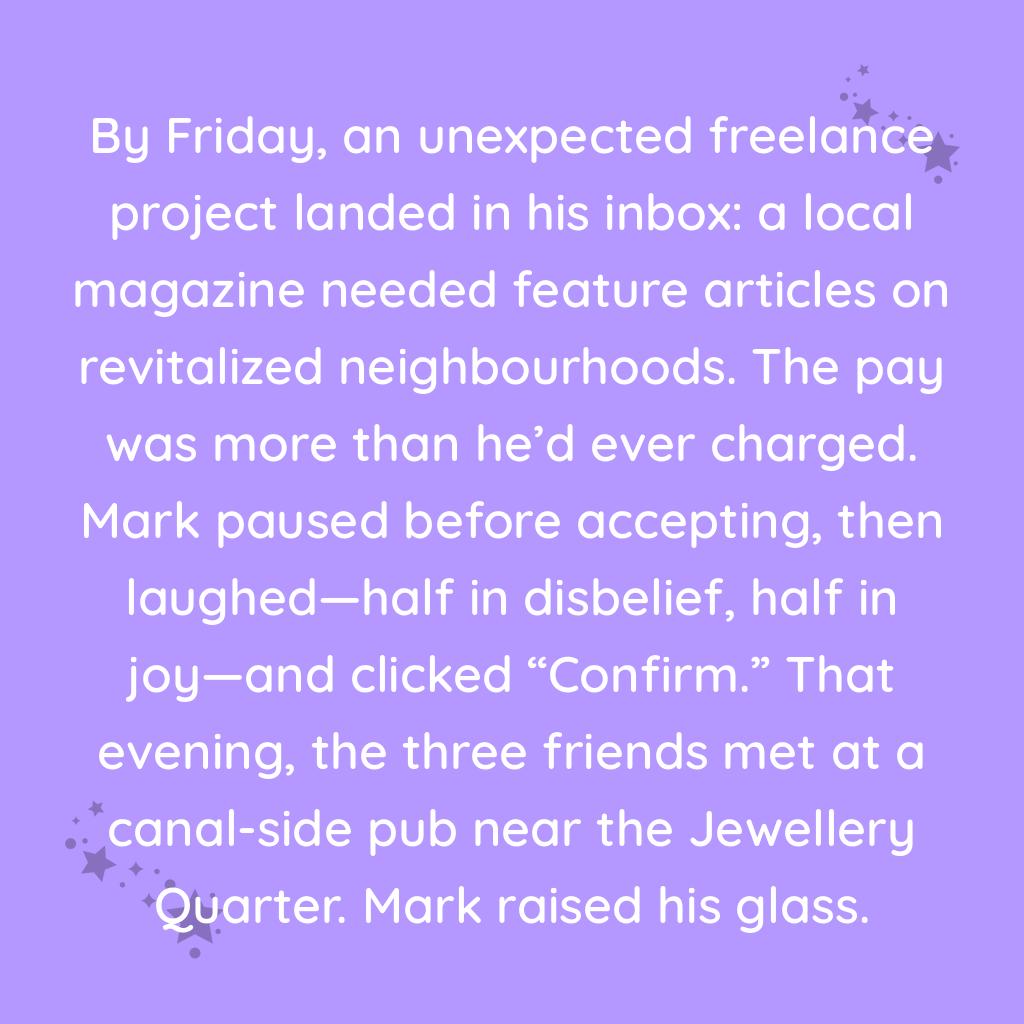 By Friday, an unexpected freelance
project landed in his inbox: a local
magazine needed feature articles on
revitalized neighbourhoods. The pay
was more than he’d ever charged.
Mark paused before accepting, then
laughed—half in disbelief, half in
joy—and clicked “Confirm.” That
evening, the three friends met at a
canal-side pub near the Jewellery
Quarter. Mark raised his glass.